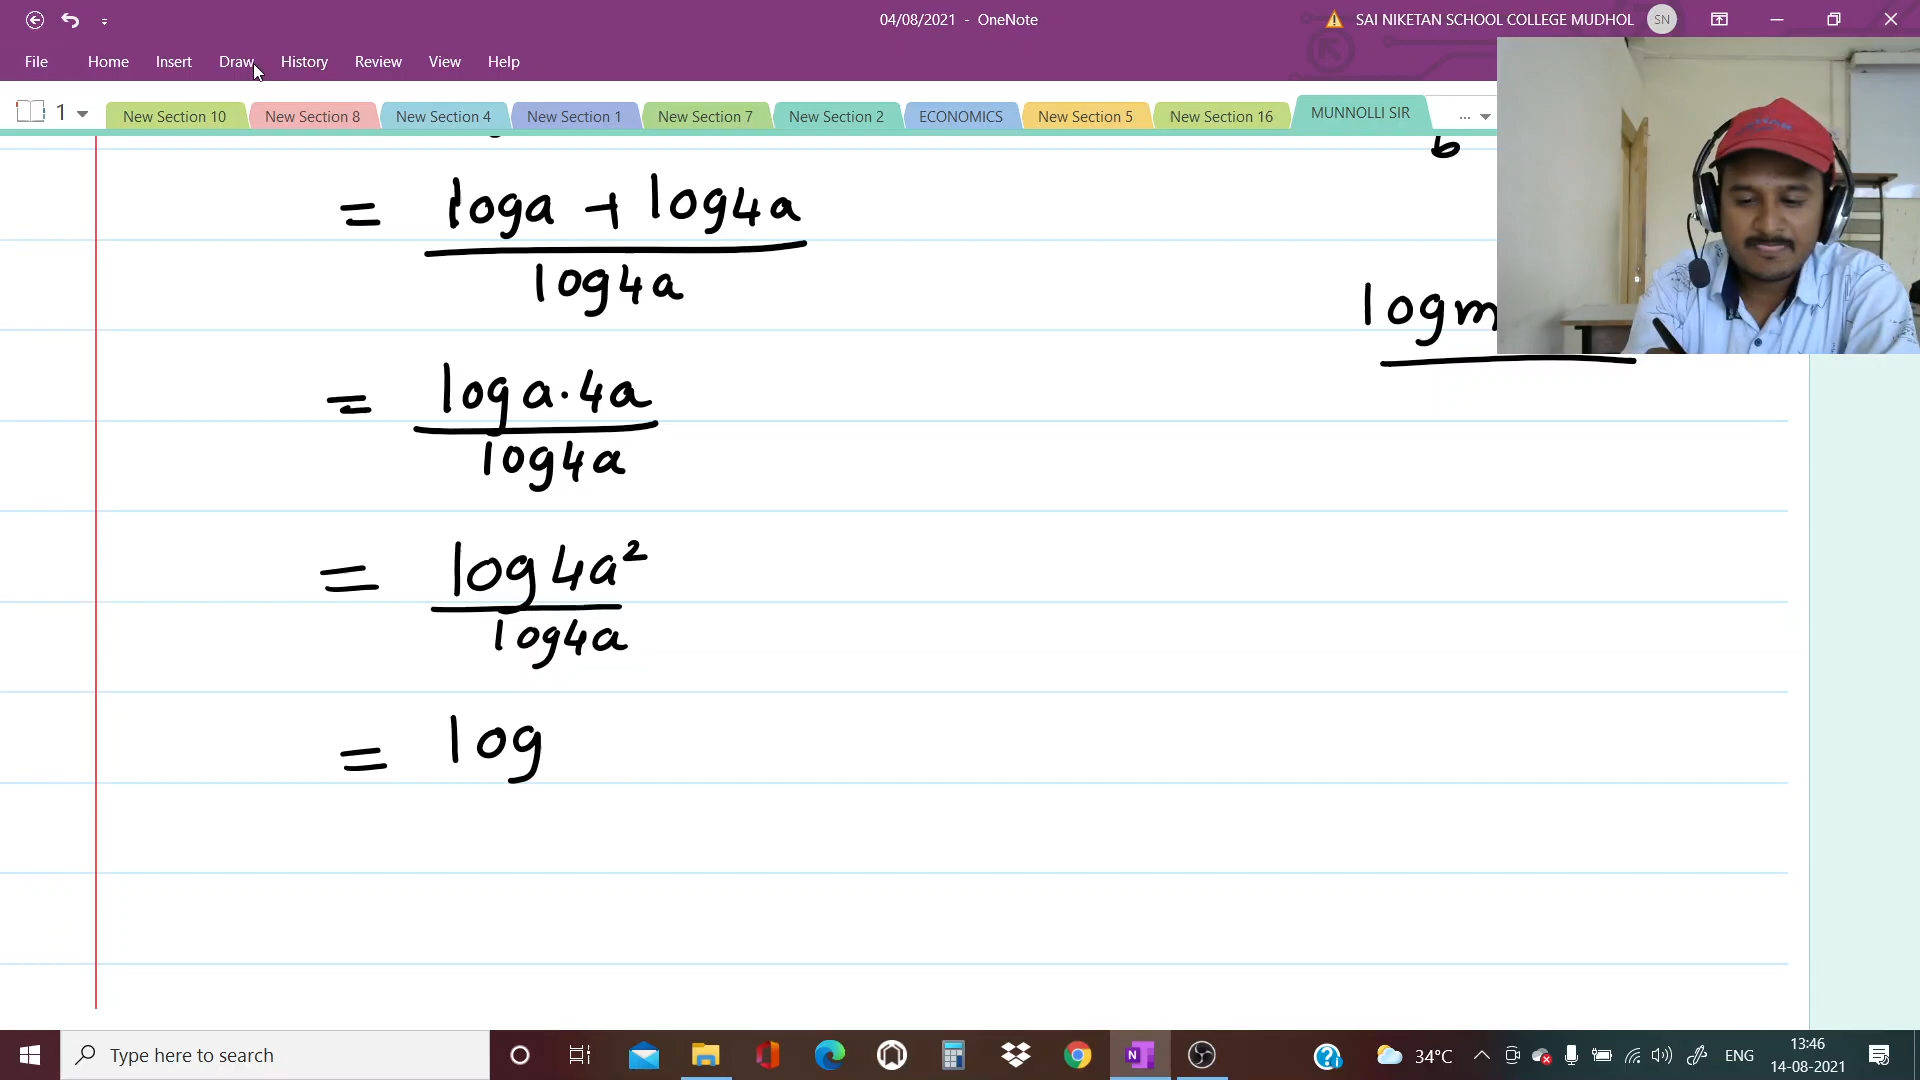 04/08/2021 - OneNote
SAI NIKETAN SCHOOL COLLEGE MUDHOL SN
File Home Insert Draw History Review View Help
1 New Section 10 New Section 8 New Section 4 New Section 1 New Section 7 New Section 2 ECONOMICS New Section 5 New Section 16 MUNNOLLI SIR ...
b
= loga + log4a
log4a
logm
= log a·4a
log4a
= log4a²
log4a
= log
Type here to search
34°C ENG 13:46
14-08-2021